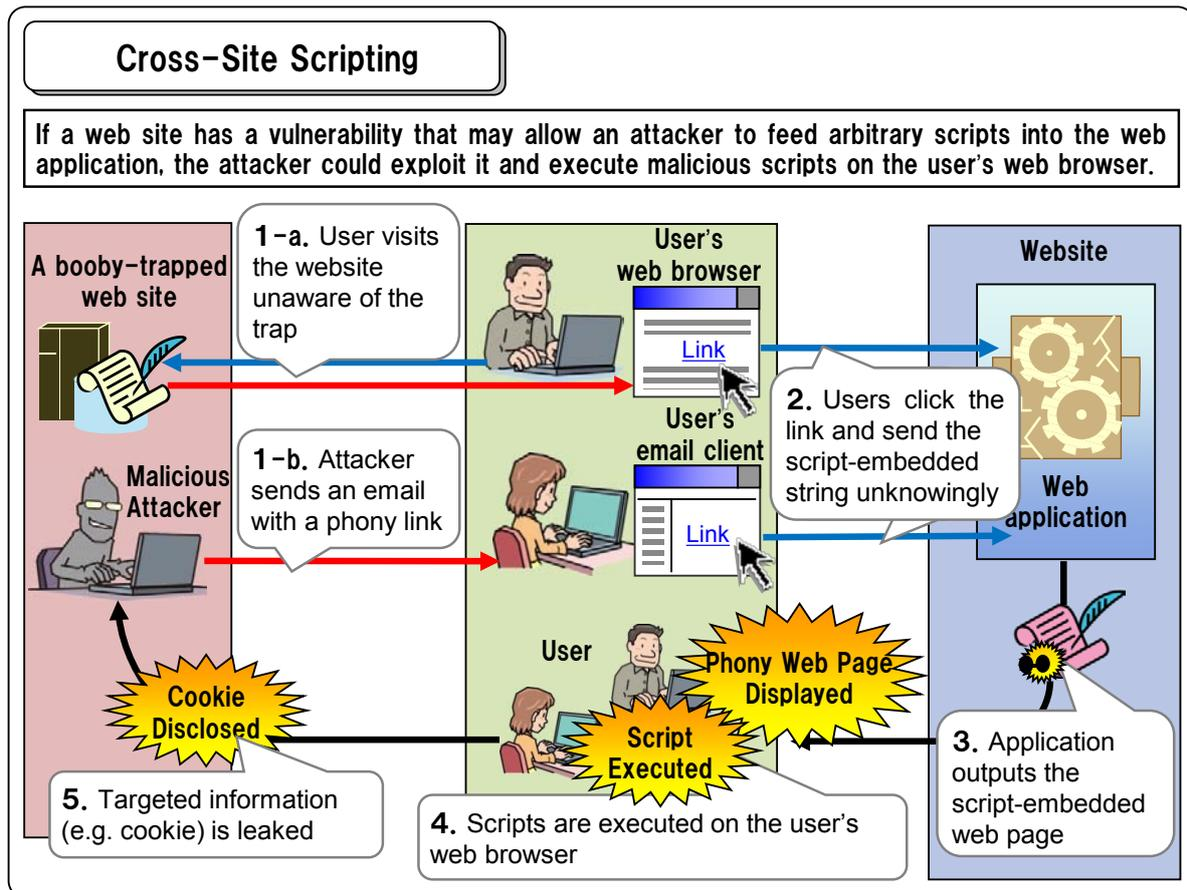 Cross-Site Scripting
If a web site has a vulnerability that may allow an attacker to feed arbitrary scripts into the web
application, the attacker could exploit it and execute malicious scripts on the user's web browser.
A booby-trapped
web site
1-a. User visits
the website
unaware of the
trap
User's
web browser
Link
Website
2. Users click the
link and send the
script-embedded
string unknowingly
Web
application
Malicious
Attacker
1-b. Attacker
sends an email
with a phony link
User's
email client
Link
User
Phony Web Page
Displayed
Script
Executed
Cookie
Disclosed
3. Application
outputs the
script-embedded
web page
4. Scripts are executed on the user's
web browser
5. Targeted information
(e.g. cookie) is leaked